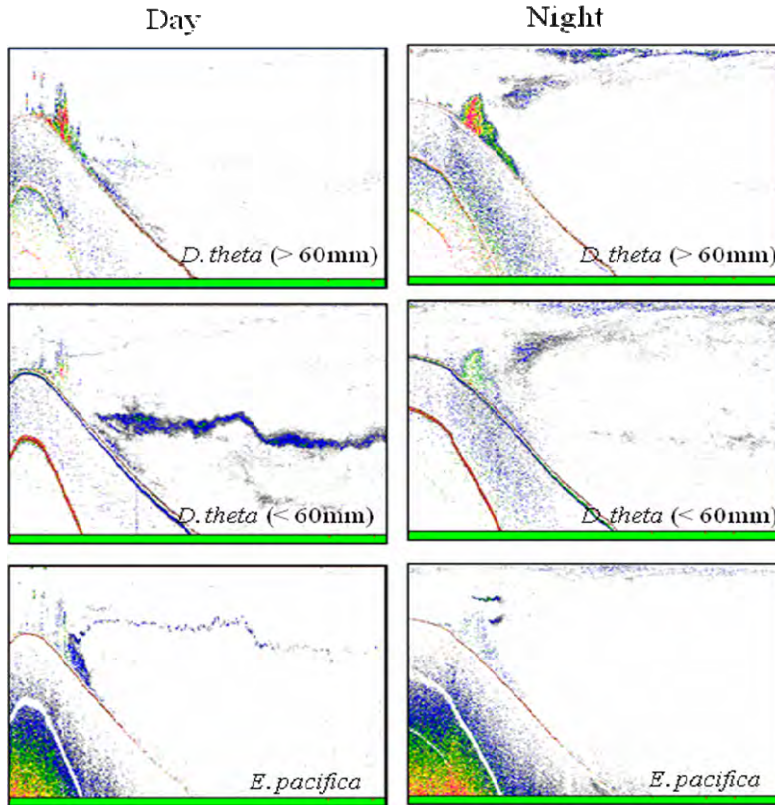 Day Night
D. theta (> 60mm) D. theta (> 60mm)
D. theta (< 60mm) D. theta (< 60mm)
E. pacifica E. pacifica